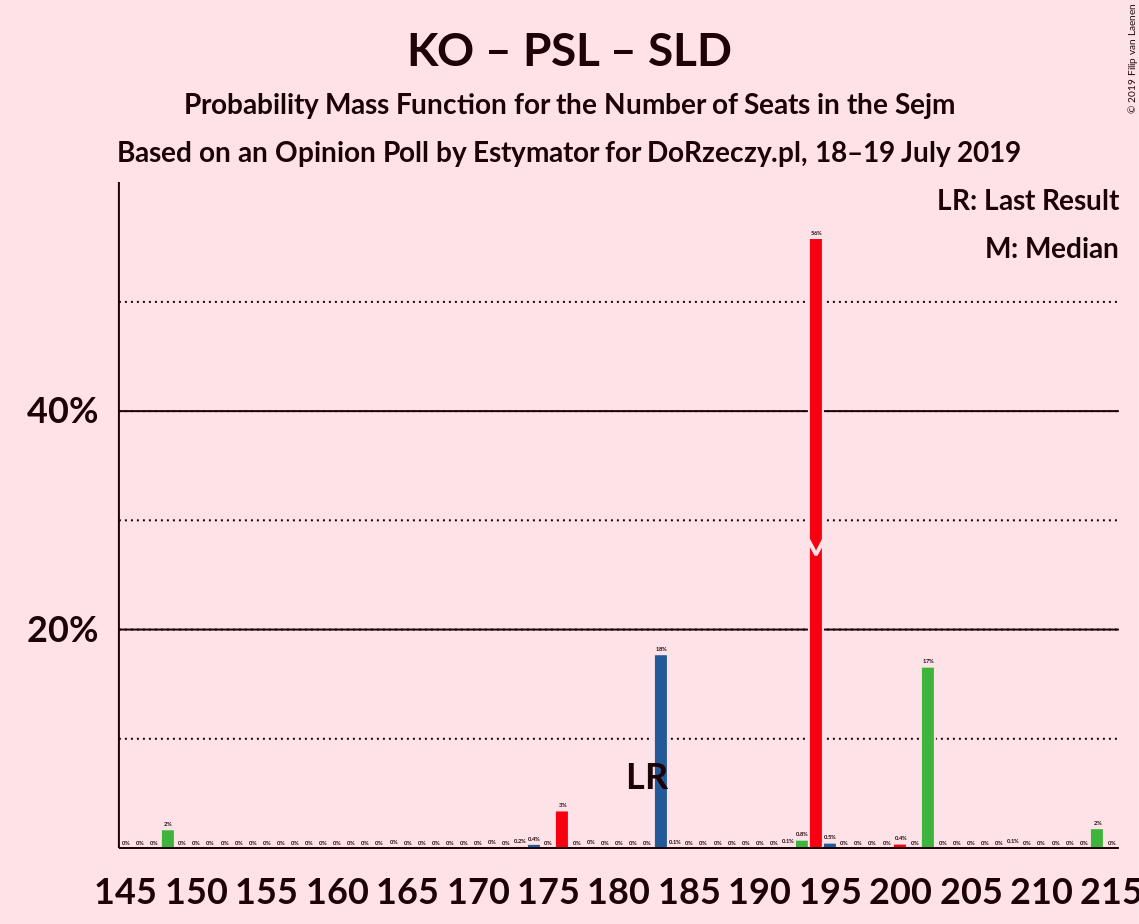 KO – PSL – SLD
Probability Mass Function for the Number of Seats in the Sejm
Based on an Opinion Poll by Estymator for DoRzeczy.pl, 18–19 July 2019
© 2019 Filip van Laenen
LR: Last Result
M: Median
56%
40%
M
20%
18%
17%
LR
2%
3%
0.2%
0.4%
0.1%
0.1%
0.8%
0.5%
0.4%
0.1%
2%
145 150 155 160 165 170 175 180 185 190 195 200 205 210 215